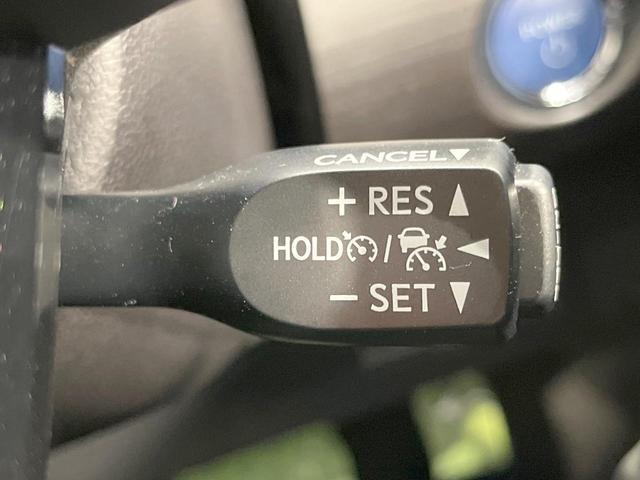 CANCEL▼
+ RES ▲
HOLD / ◀
− SET ▼